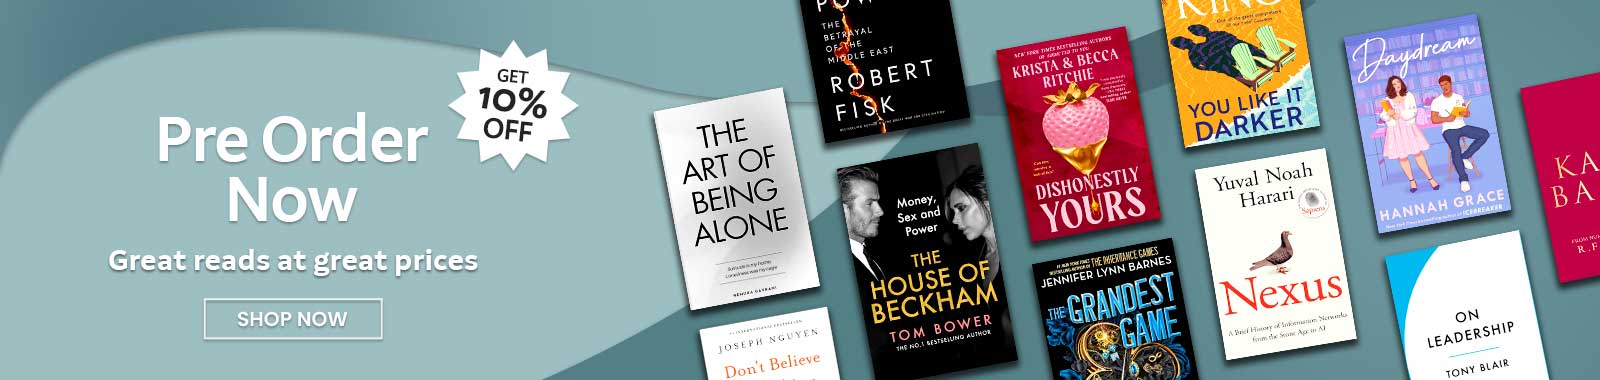 Pre Order
Now
Great reads at great prices
SHOP NOW
GET
10%
OFF
THE
ART OF
BEING
ALONE
JOSEPH NGUYEN
Don't Believe
THE
BETRAYAL
OF THE
MIDDLE EAST
ROBERT
FISK
Money,
Sex and
Power
THE
HOUSE OF
BECKHAM
TOM BOWER
THE NO.1 BESTSELLING AUTHOR
NEW YORK TIMES BESTSELLING AUTHORS
KRISTA & BECCA
RITCHIE
DISHONESTLY
YOURS
JENNIFER LYNN BARNES
THE
GRANDEST
GAME
KING
YOU LIKE IT
DARKER
Yuval Noah
Harari
Sapiens
Nexus
A Brief History of Information Networks
from the Stone Age to AI
Daydream
HANNAH GRACE
ON
LEADERSHIP
TONY BLAIR
KA
BA
R.F